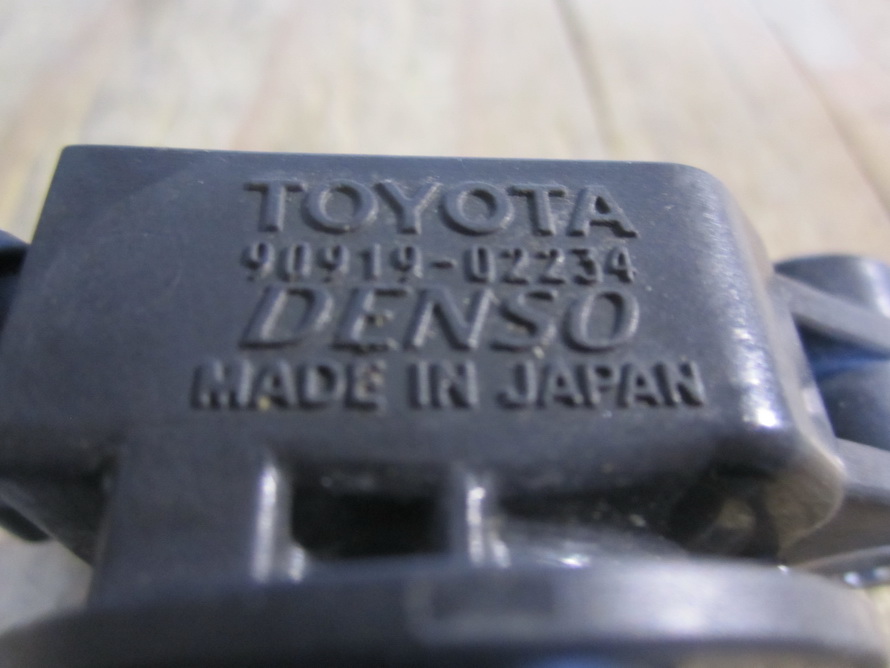 TOYOTA
90919-02234
DENSO
MADE IN JAPAN